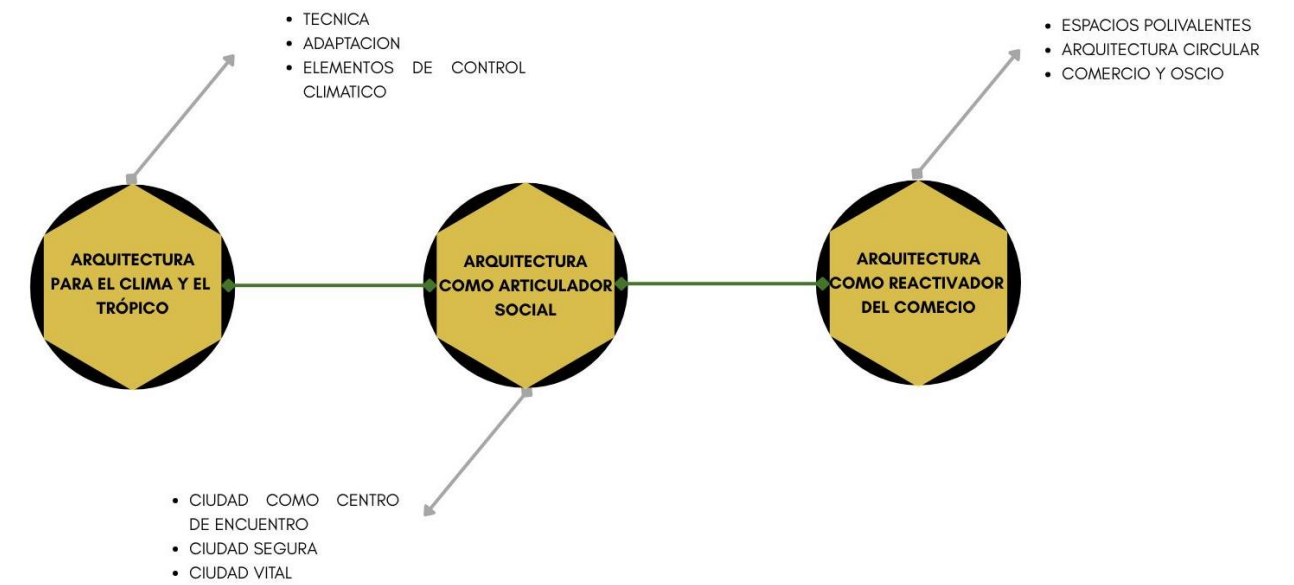 • TECNICA
• ADAPTACION
• ELEMENTOS DE CONTROL
CLIMATICO
• ESPACIOS POLIVALENTES
• ARQUITECTURA CIRCULAR
• COMERCIO Y OSCIO
ARQUITECTURA
PARA EL CLIMA Y EL
TRÓPICO
ARQUITECTURA
COMO ARTICULADOR
SOCIAL
ARQUITECTURA
COMO REACTIVADOR
DEL COMECIO
• CIUDAD COMO CENTRO
DE ENCUENTRO
• CIUDAD SEGURA
• CIUDAD VITAL